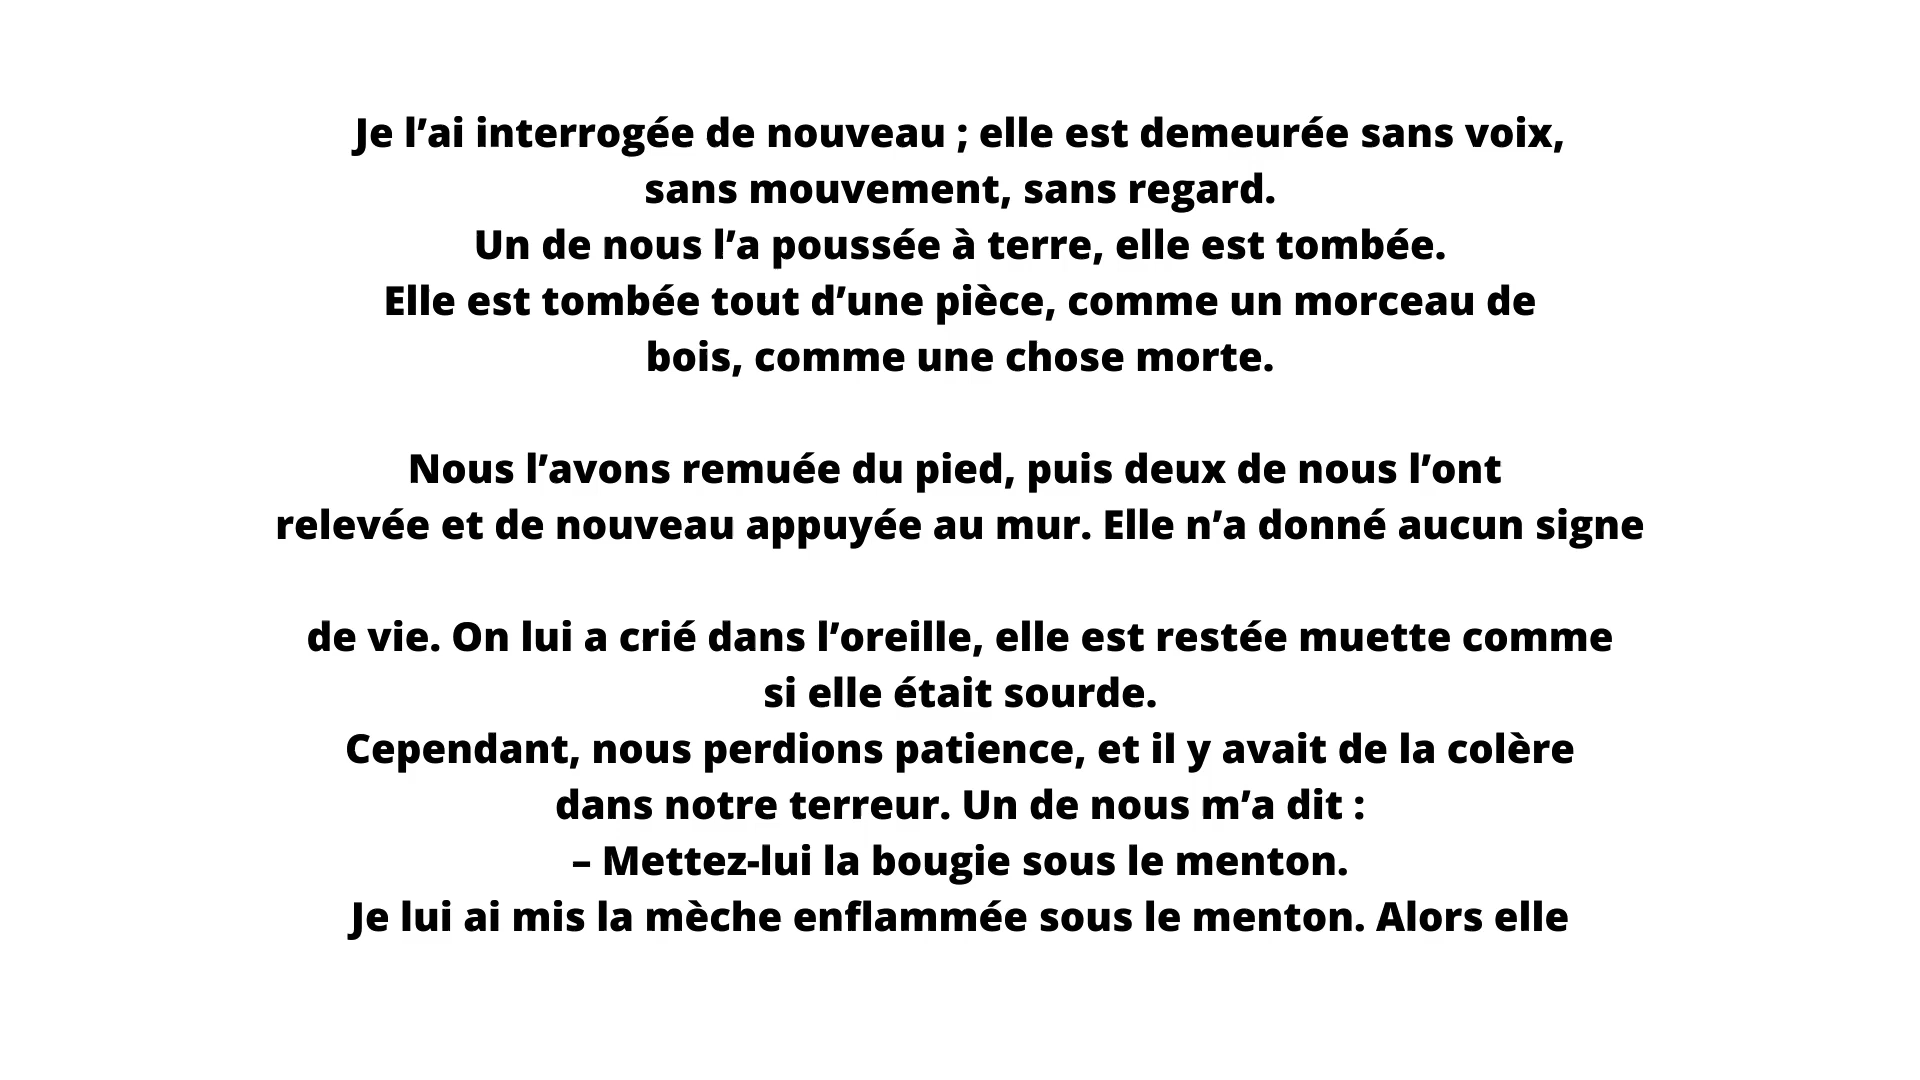 Je l’ai interrogée de nouveau ; elle est demeurée sans voix,
sans mouvement, sans regard.
Un de nous l’a poussée à terre, elle est tombée.
Elle est tombée tout d’une pièce, comme un morceau de
bois, comme une chose morte.
Nous l’avons remuée du pied, puis deux de nous l’ont
relevée et de nouveau appuyée au mur. Elle n’a donné aucun signe
de vie. On lui a crié dans l’oreille, elle est restée muette comme
si elle était sourde.
Cependant, nous perdions patience, et il y avait de la colère
dans notre terreur. Un de nous m’a dit :
– Mettez-lui la bougie sous le menton.
Je lui ai mis la mèche enflammée sous le menton. Alors elle